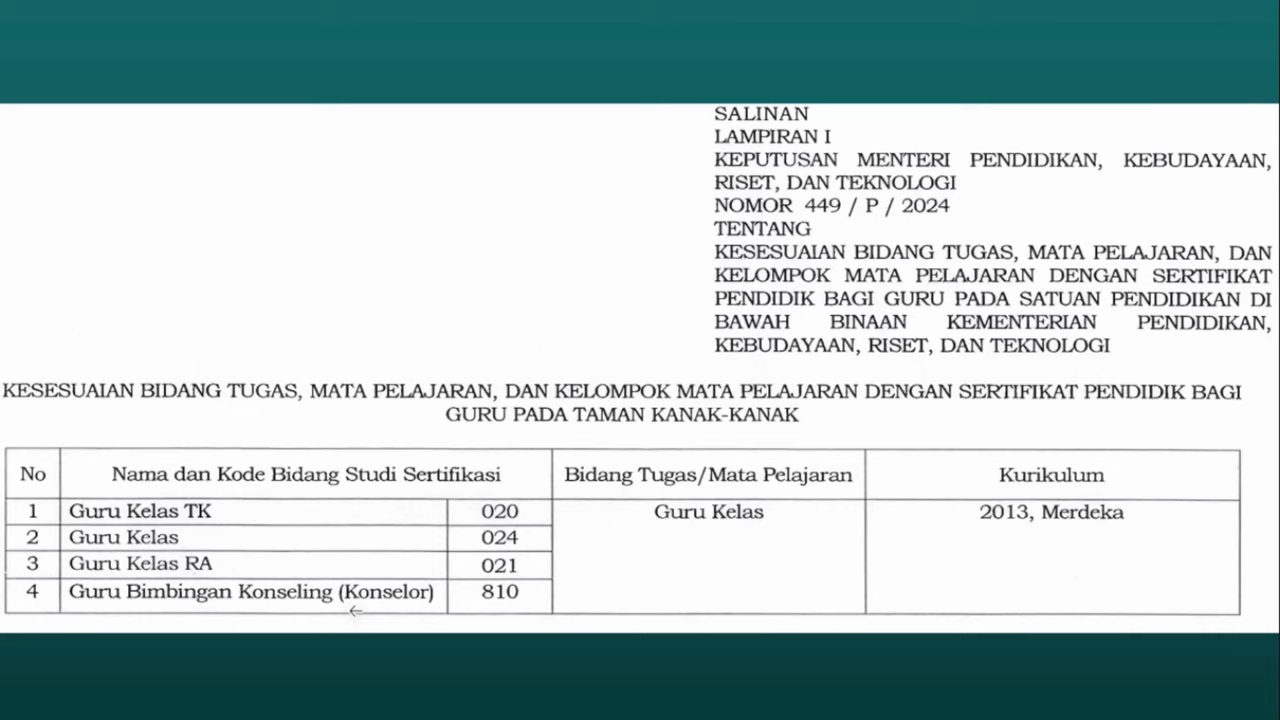 SALINAN
LAMPIRAN I
KEPUTUSAN MENTERI PENDIDIKAN, KEBUDAYAAN,
RISET, DAN TEKNOLOGI
NOMOR 449 / P / 2024
TENTANG
KESESUAIAN BIDANG TUGAS, MATA PELAJARAN, DAN
KELOMPOK MATA PELAJARAN DENGAN SERTIFIKAT
PENDIDIK BAGI GURU PADA SATUAN PENDIDIKAN DI
BAWAH BINAAN KEMENTERIAN PENDIDIKAN,
KEBUDAYAAN, RISET, DAN TEKNOLOGI
KESESUAIAN BIDANG TUGAS, MATA PELAJARAN, DAN KELOMPOK MATA PELAJARAN DENGAN SERTIFIKAT PENDIDIK BAGI
GURU PADA TAMAN KANAK-KANAK
No Nama dan Kode Bidang Studi Sertifikasi Bidang Tugas/Mata Pelajaran Kurikulum
1 Guru Kelas TK 020 Guru Kelas 2013, Merdeka
2 Guru Kelas 024
3 Guru Kelas RA 021
4 Guru Bimbingan Konseling (Konselor) 810